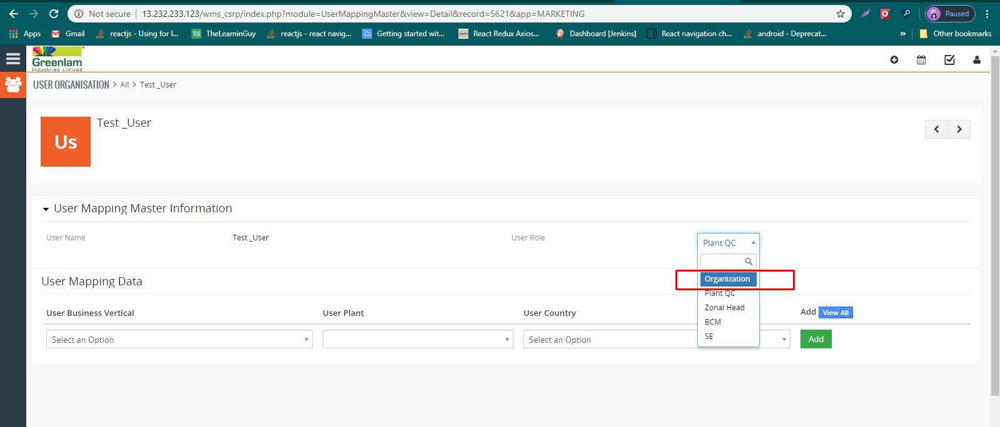 Not secure | 13.232.233.123/wms_csrp/index.php?module=UserMappingMaster&view=Detail&record=5621&app=MARKETING Paused
Apps Gmail reactjs - Using for l... TLG TheLearninGuy reactjs - react navig... Getting started wit... React Redux Axios... Dashboard [Jenkins] React navigation ch... android - Deprecat... » Other bookmarks
Greenlam
Industries Limited
USER ORGANISATION > All > Test _User
Us
Test _User
User Mapping Master Information
User Name Test _User User Role Plant QC
Organization
Plant QC
Zonal Head
BCM
SE
User Mapping Data
User Business Vertical User Plant User Country Add View All
Select an Option Select an Option Add